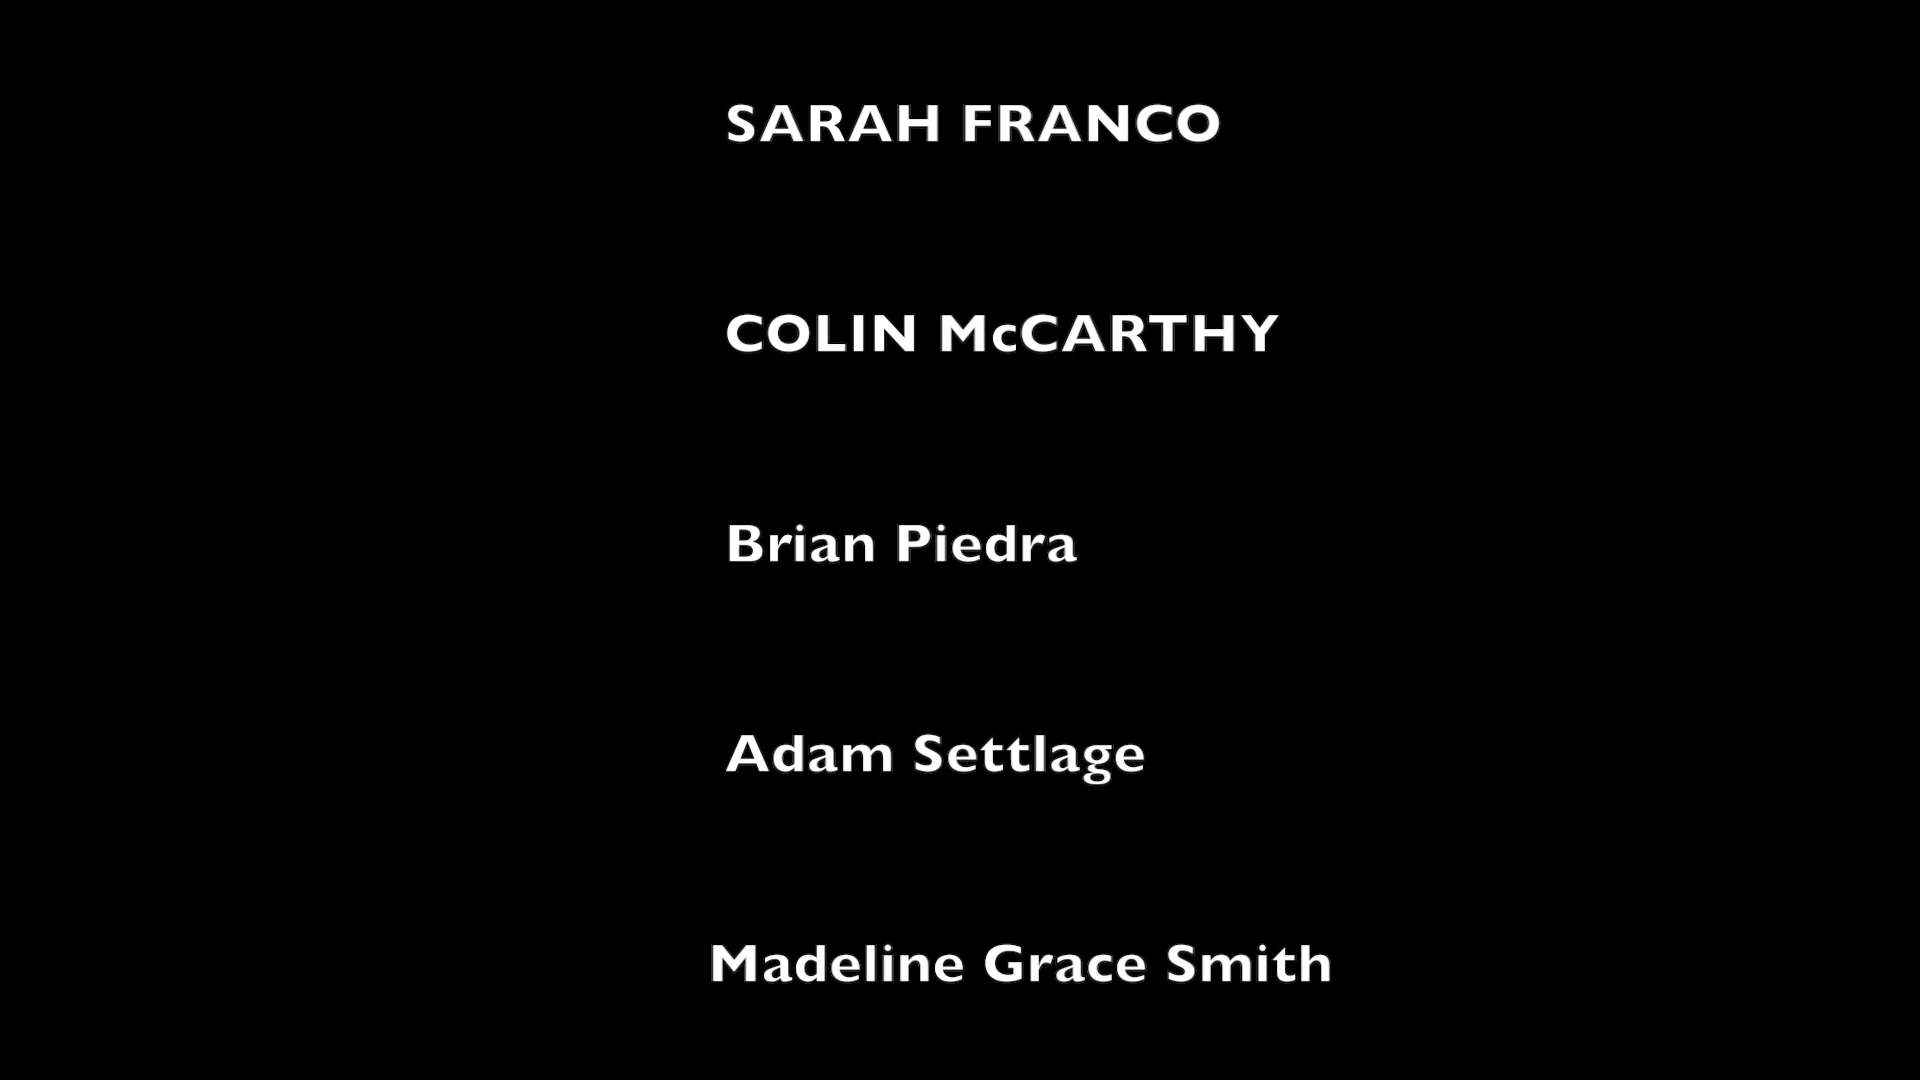 SARAH FRANCO
COLIN McCARTHY
Brian Piedra
Adam Settlage
Madeline Grace Smith